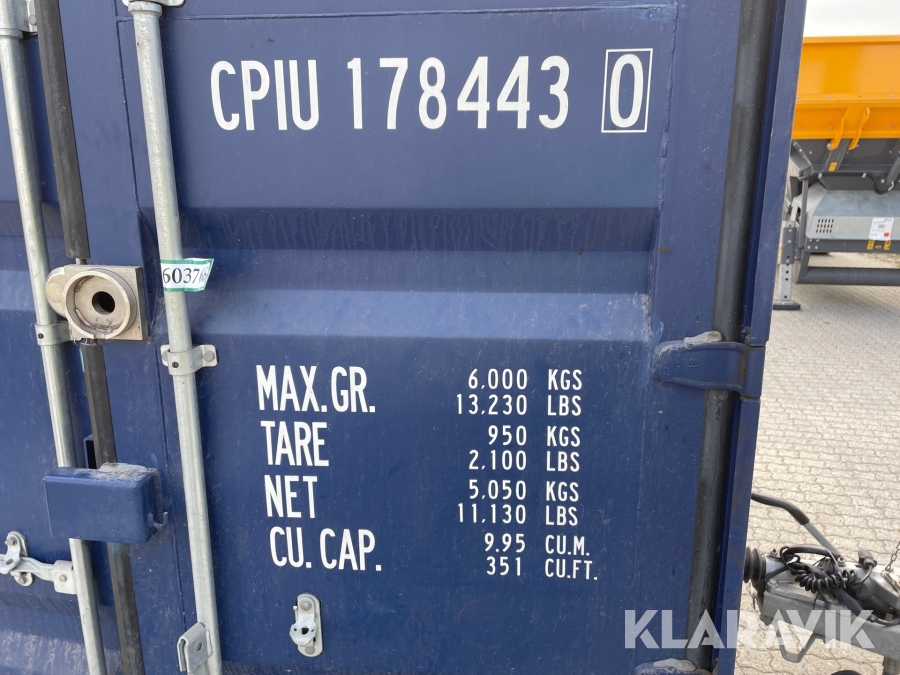 CPIU 178443 0
MAX.GR. 6,000 KGS
13,230 LBS
TARE 950 KGS
2,100 LBS
NET 5,050 KGS
11,130 LBS
CU. CAP. 9.95 CU.M.
351 CU.FT.
KLARAVIK